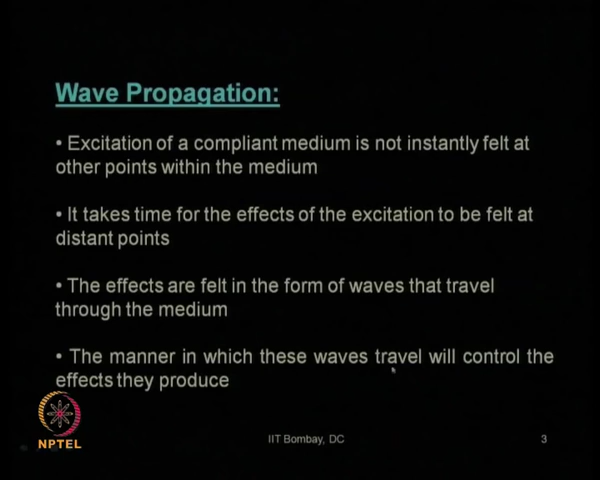 Wave Propagation:
• Excitation of a compliant medium is not instantly felt at
other points within the medium
• It takes time for the effects of the excitation to be felt at
distant points
• The effects are felt in the form of waves that travel
through the medium
• The manner in which these waves travel will control the
effects they produce
NPTEL
IIT Bombay, DC
3